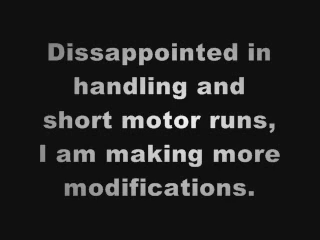 Dissappointed in
handling and
short motor runs,
I am making more
modifications.